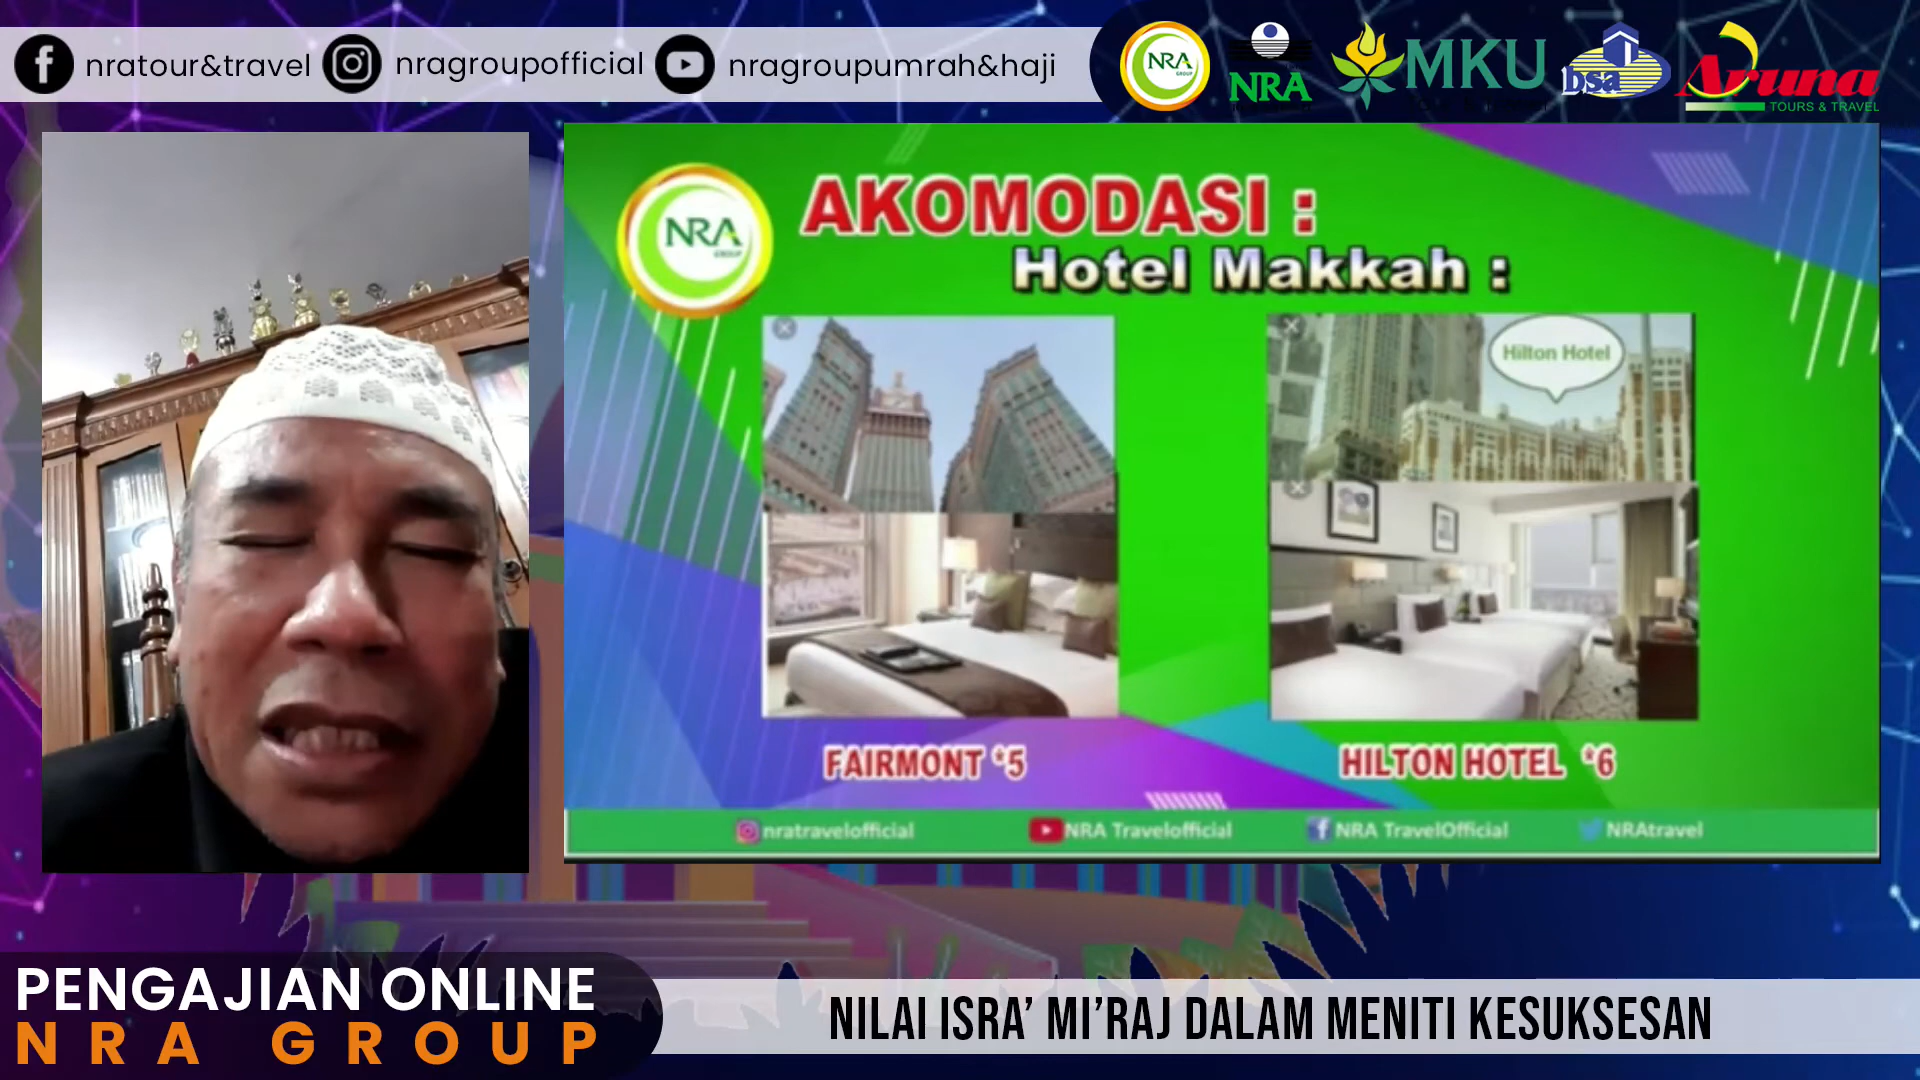 nratour&travel
nragroupofficial
nragroupumrah&haji
NRA
GROUP
NRA
MKU
bsa
Aruna
TOURS & TRAVEL
NRA
GROUP
AKOMODASI :
Hotel Makkah :
Hilton Hotel
FAIRMONT *5
HILTON HOTEL *6
nratravelofficial
NRA Travelofficial
NRA TravelOfficial
NRAtravel
PENGAJIAN ONLINE
NRA GROUP
NILAI ISRA’ MI’RAJ DALAM MENITI KESUKSESAN